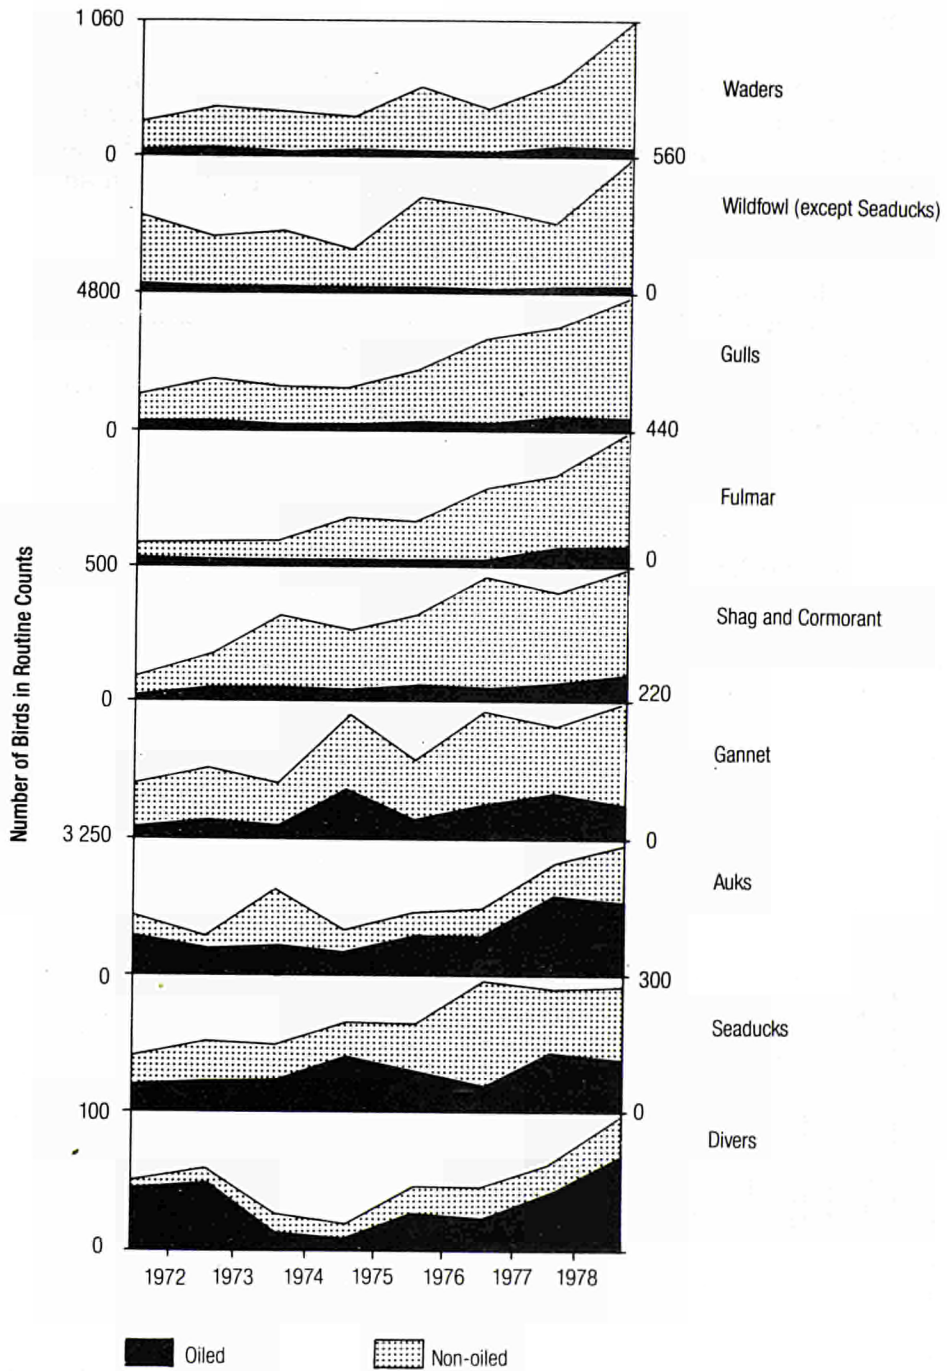 1 060
Waders
0
560
Wildfowl (except Seaducks)
4800
0
Gulls
0
440
Fulmar
500
0
Shag and Cormorant
0
220
Gannet
3 250
0
Auks
0
300
Seaducks
100
0
Divers
0
Number of Birds in Routine Counts
1972 1973 1974 1975 1976 1977 1978
Oiled
Non-oiled